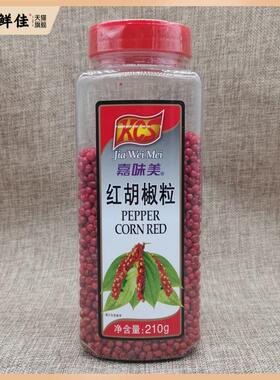 鲜佳
天猫
旗舰
KCS
Jia Wei Mei
嘉味美®
红胡椒粒
PEPPER
CORN RED
净含量:210g